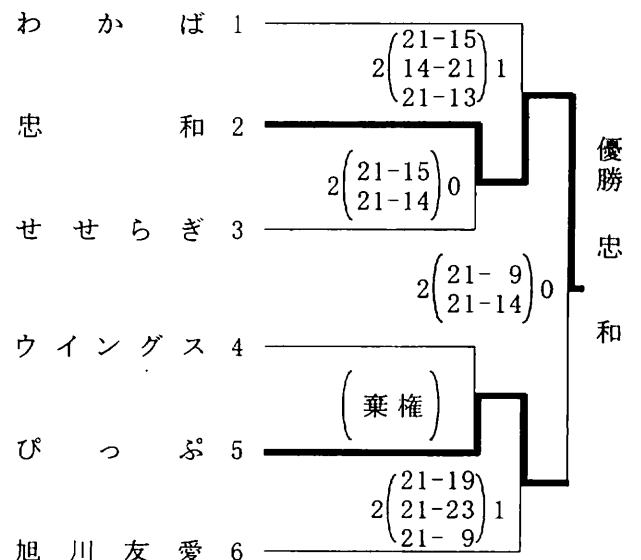 わかば 1
2(21-15 14-21 21-13)1
忠和 2
2(21-15 21-14)0
せせらぎ 3
2(21- 9 21-14)0
優勝 忠和
ウイングス 4
(棄権)
ぴっぷ 5
2(21-19 21-23 21- 9)1
旭川友愛 6